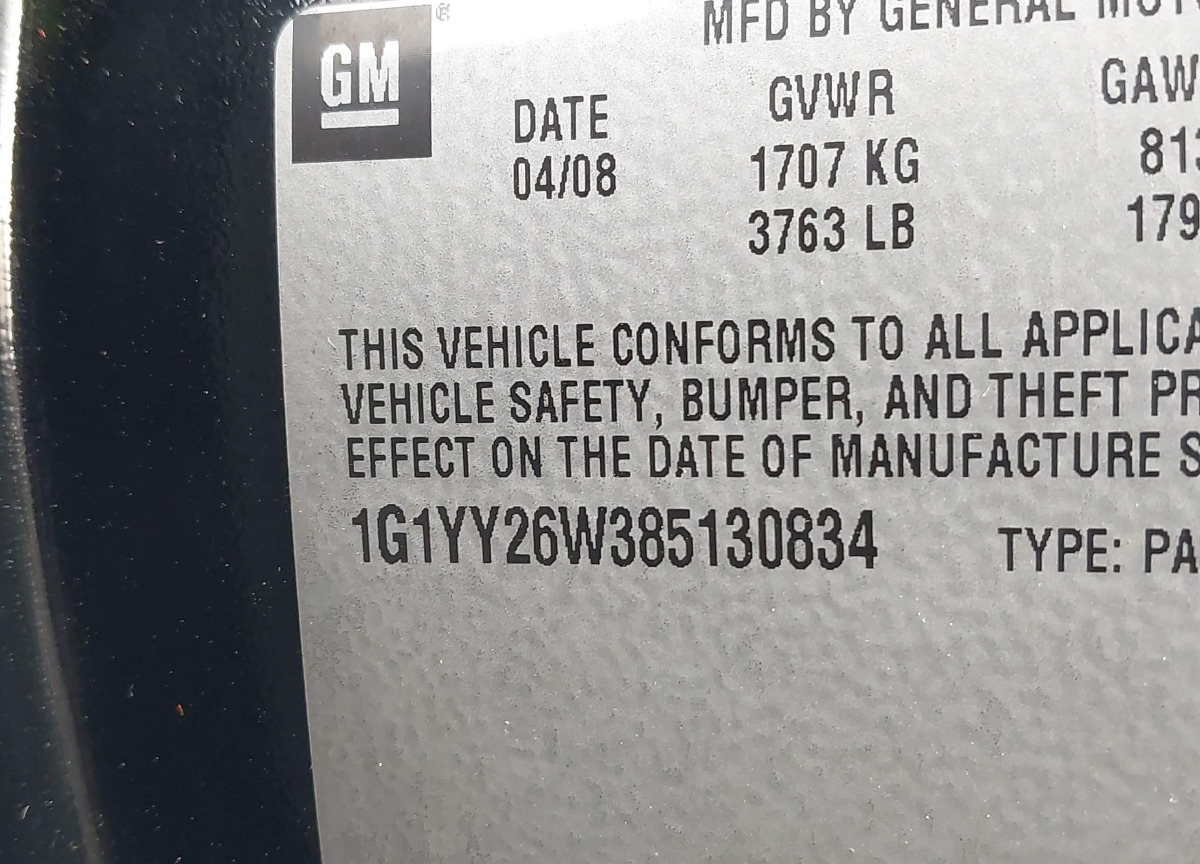 GM
MFD BY GENERAL
DATE GVWR
04/08 1707 KG
3763 LB
THIS VEHICLE CONFORMS TO ALL
VEHICLE SAFETY, BUMPER, AND THEFT
EFFECT ON THE DATE OF MANUFACTURE
1G1YY26W385130834 TYPE: